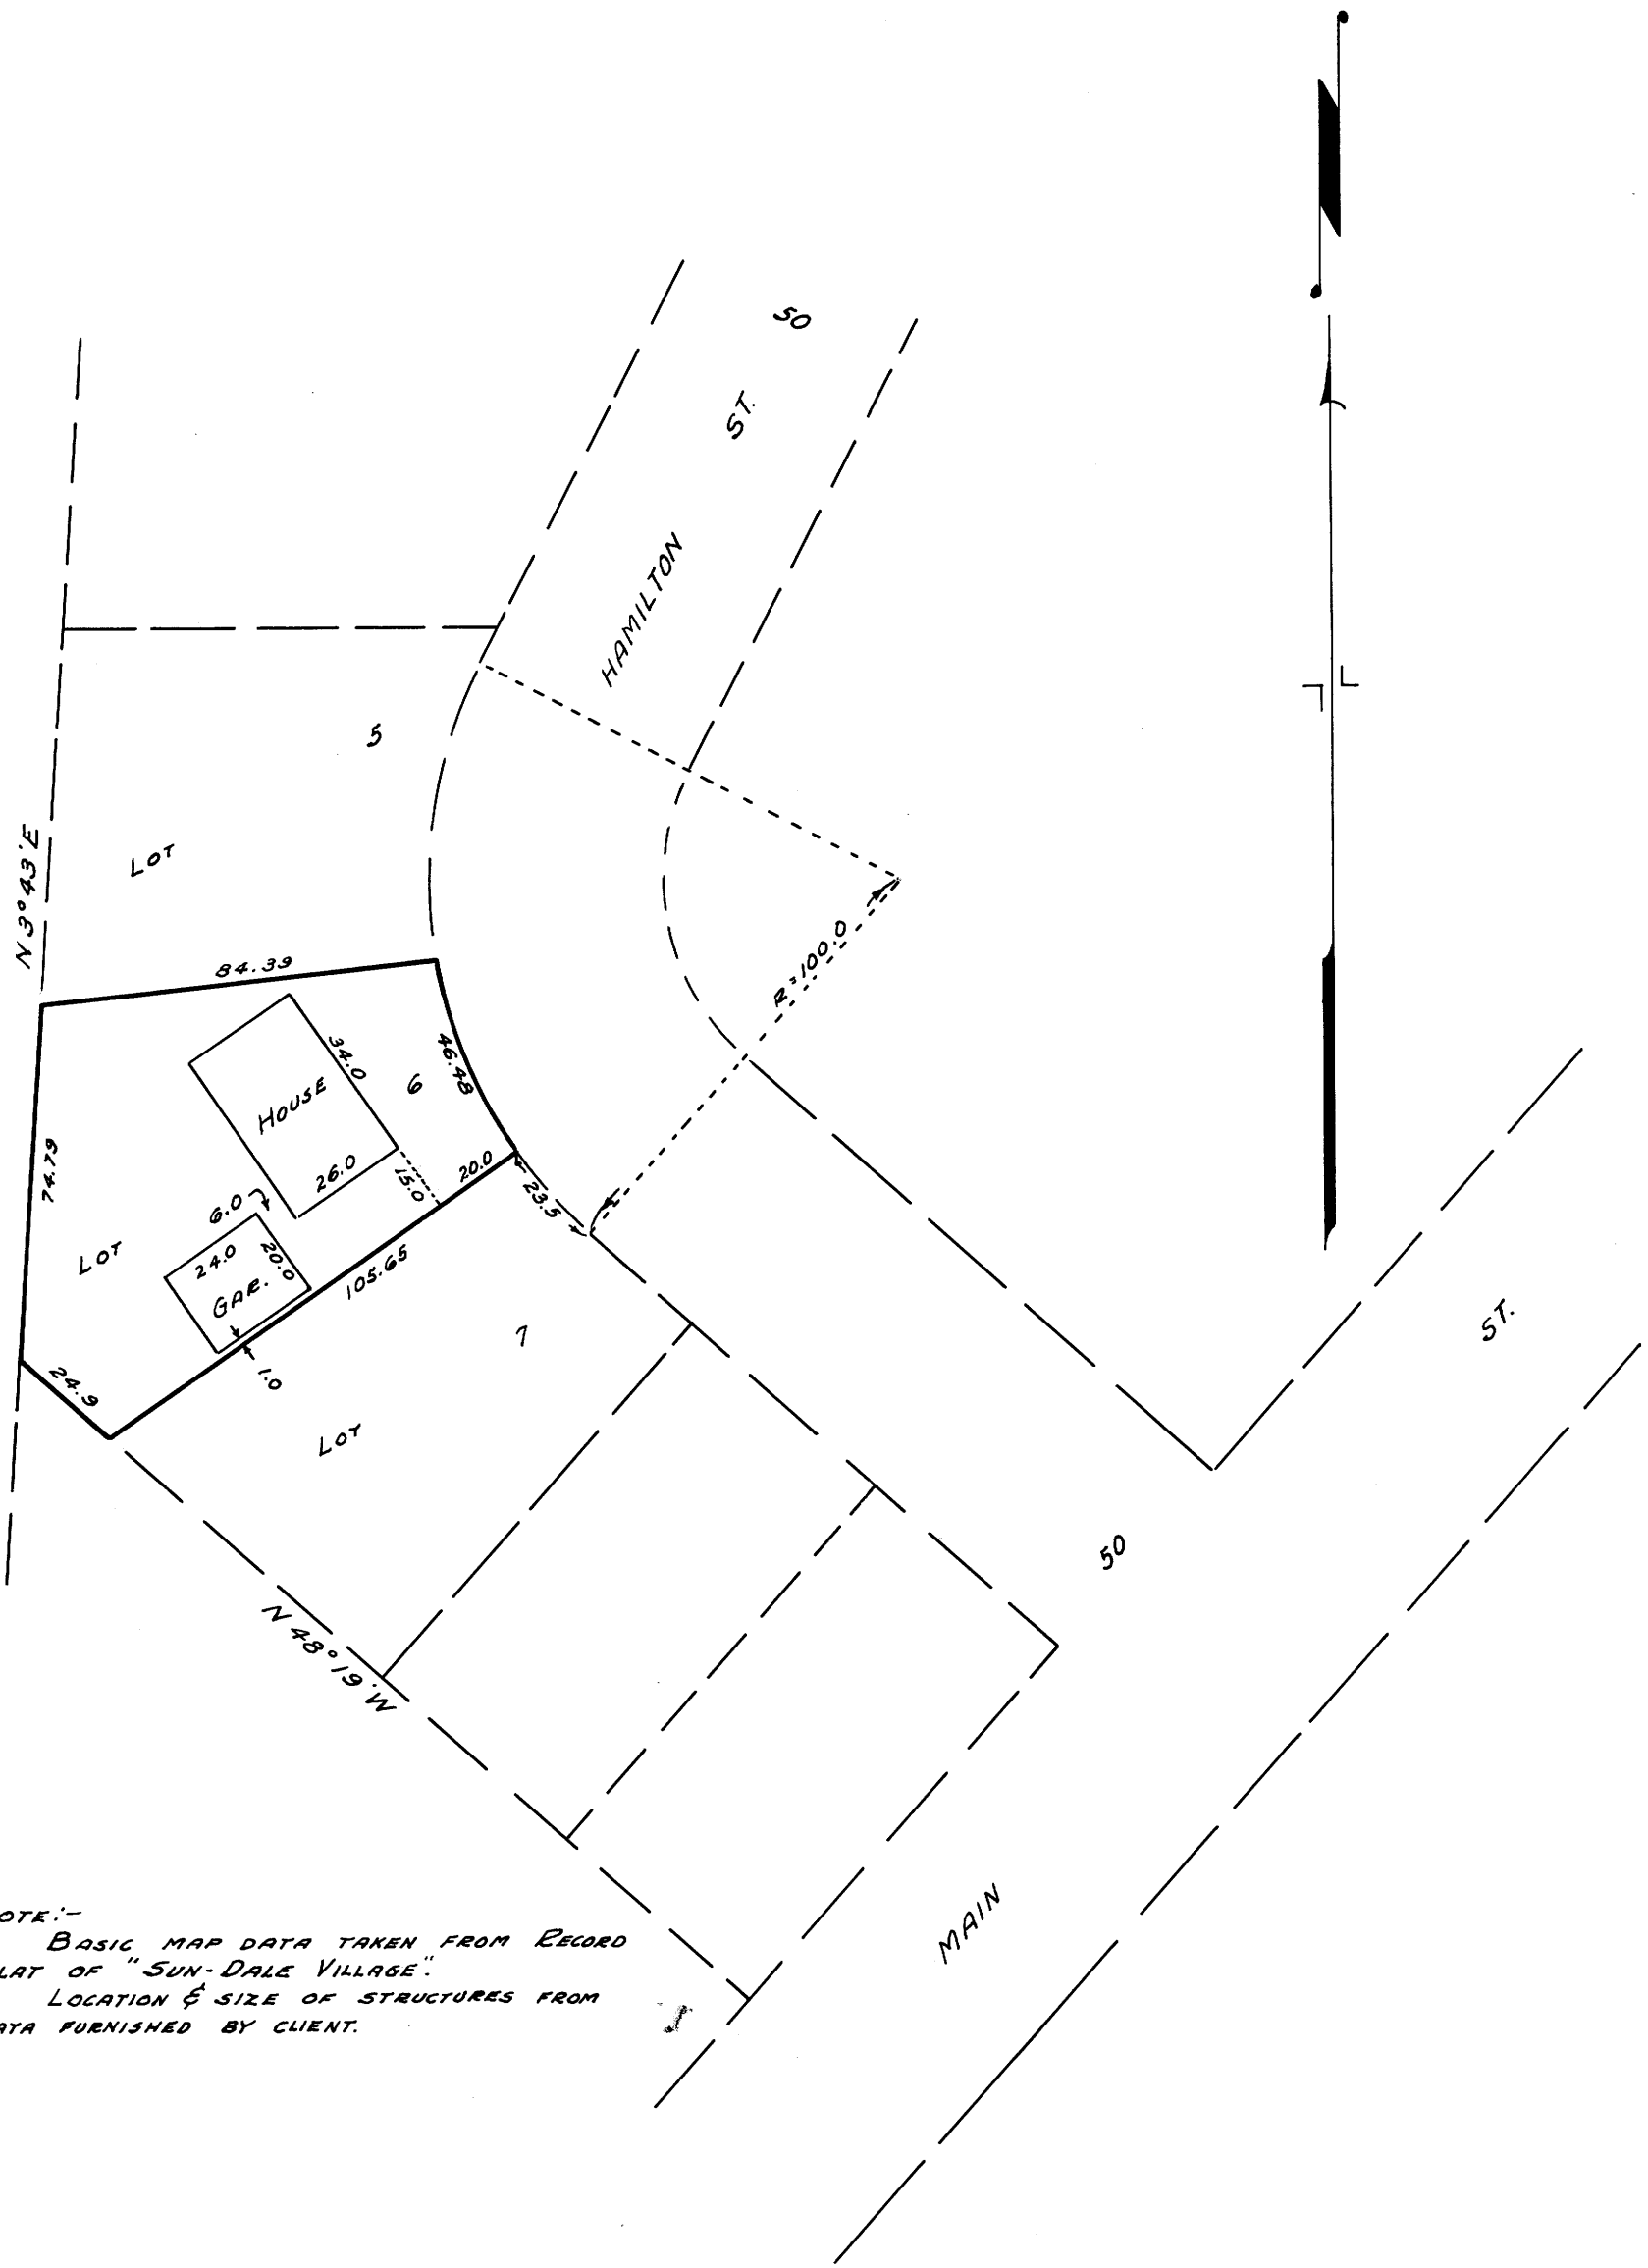 50
ST.
HAMILTON
5
LOT
N 3° 43' E
84.39
R=100.0
34.0
46.48
6
HOUSE
26.0
15.0
20.0
23.5
74.79
6.0
24.0
20.0
GAR.
LOT
105.65
7
1.0
24.9
LOT
ST.
50
N 48° 19' W
MAIN
OTE:-
BASIC MAP DATA TAKEN FROM RECORD
LAT OF "SUN-DALE VILLAGE".
LOCATION & SIZE OF STRUCTURES FROM
ATA FURNISHED BY CLIENT.